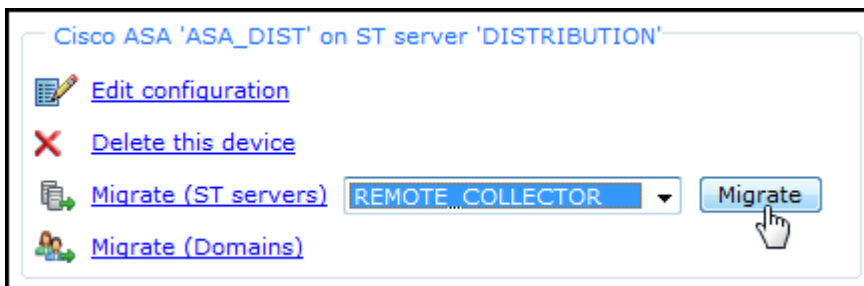 Cisco ASA 'ASA_DIST' on ST server 'DISTRIBUTION'
Edit configuration
Delete this device
Migrate (ST servers) REMOTE_COLLECTOR Migrate
Migrate (Domains)